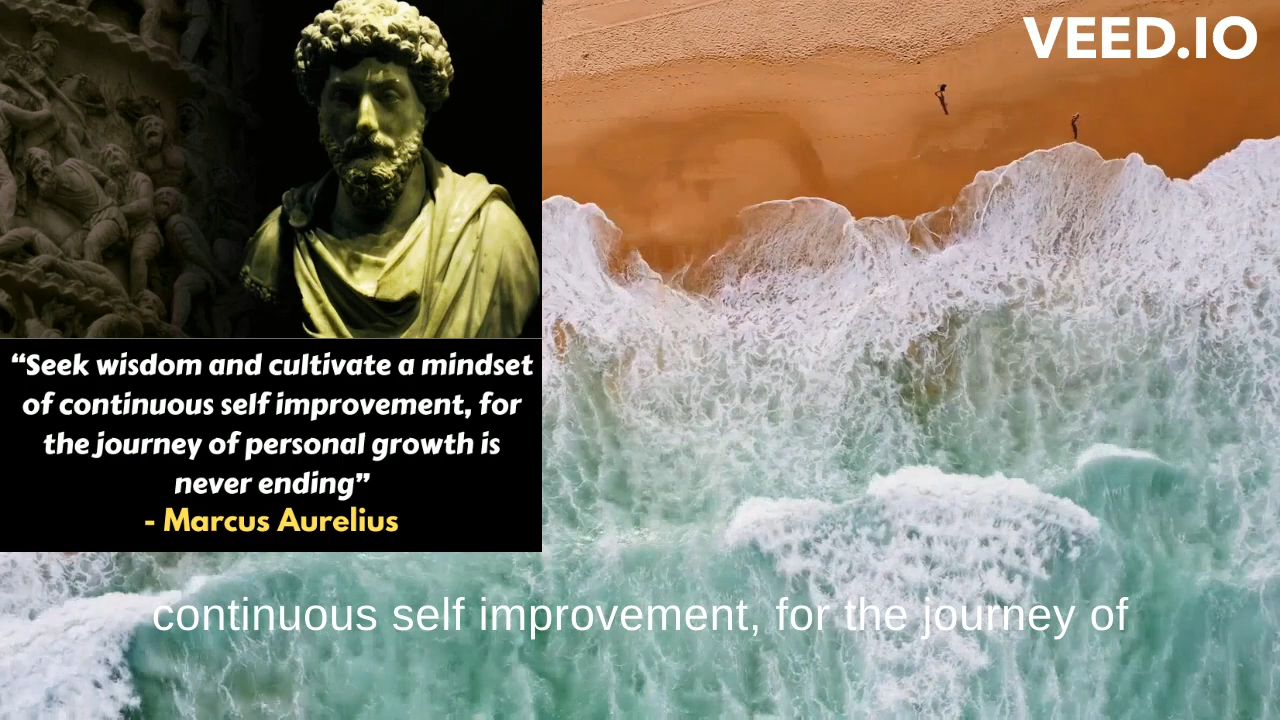 VEED.IO
“Seek wisdom and cultivate a mindset
of continuous self improvement, for
the journey of personal growth is
never ending”
- Marcus Aurelius
continuous self improvement, for the journey of